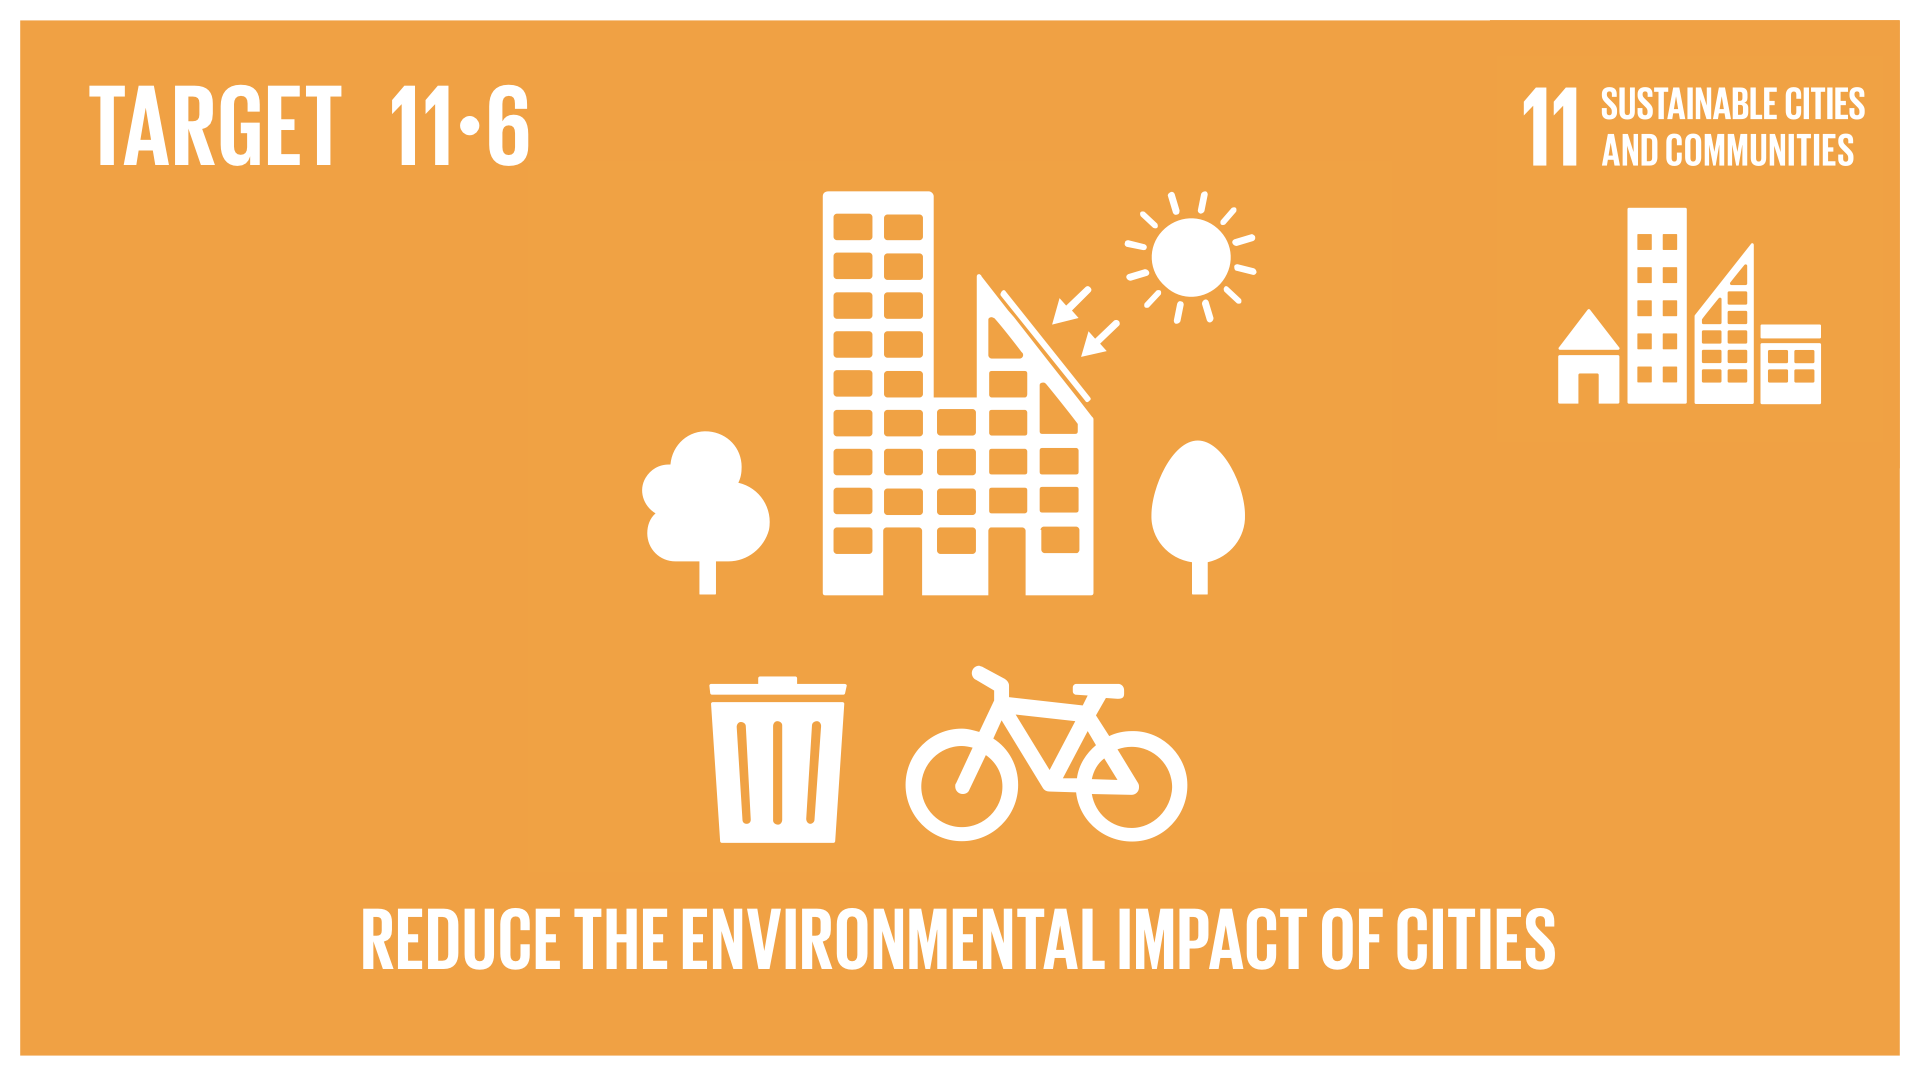 TARGET 11•6
11 SUSTAINABLE CITIES
AND COMMUNITIES
REDUCE THE ENVIRONMENTAL IMPACT OF CITIES